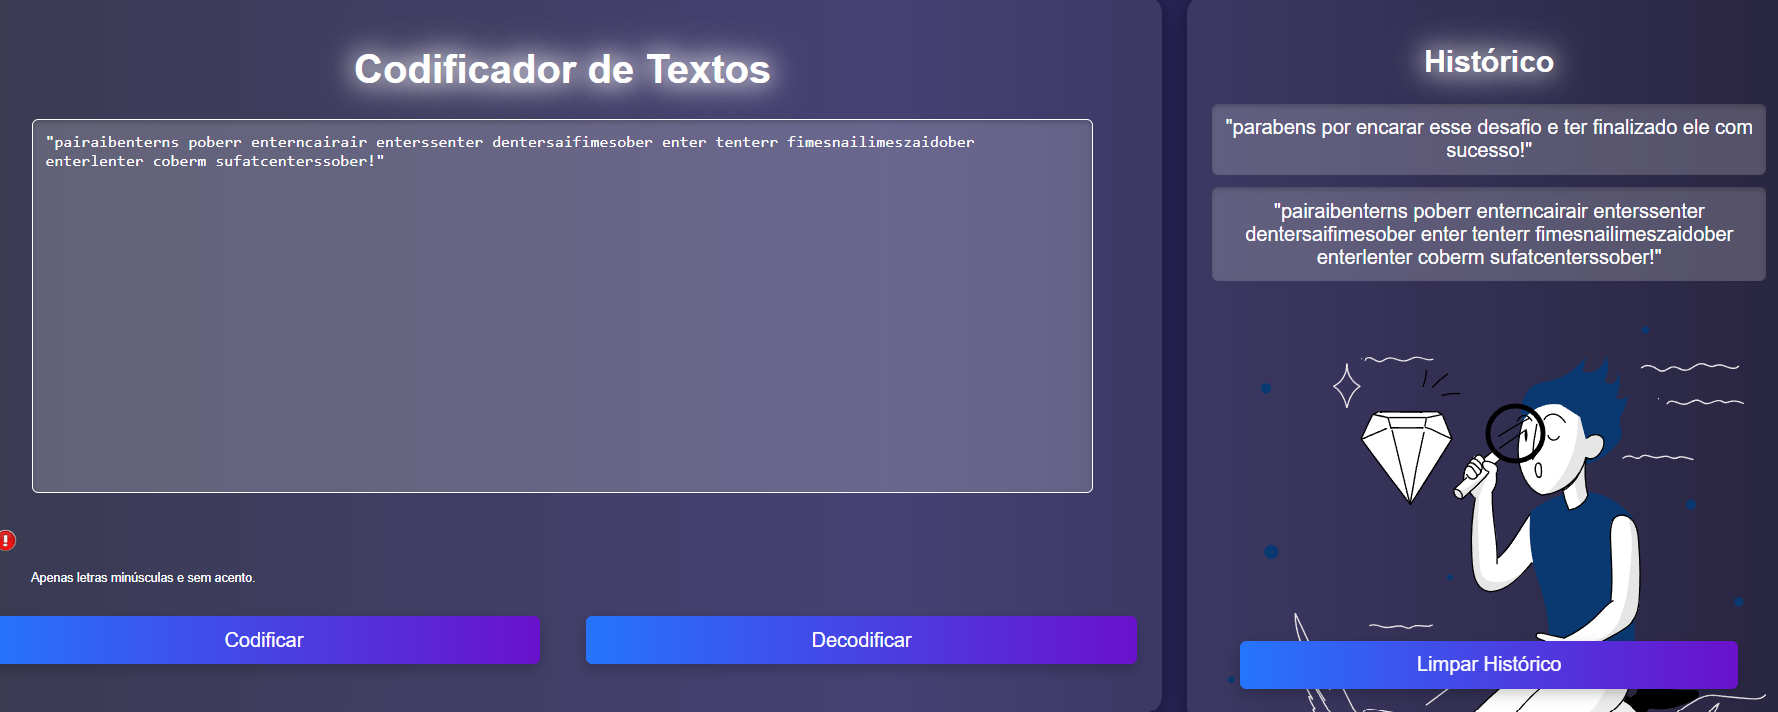 Codificador de Textos
"pairaibenterns poberr enterncairair enterssenter dentersaifimesober enter tenterr fimesnailimeszaidober
enterlenter coberm sufatcenterssober!"
Apenas letras minúsculas e sem acento.
Codificar
Decodificar
Histórico
"parabens por encarar esse desafio e ter finalizado ele com
sucesso!"
"pairaibenterns poberr enterncairair enterssenter
dentersaifimesober enter tenterr fimesnailimeszaidober
enterlenter coberm sufatcenterssober!"
Limpar Histórico